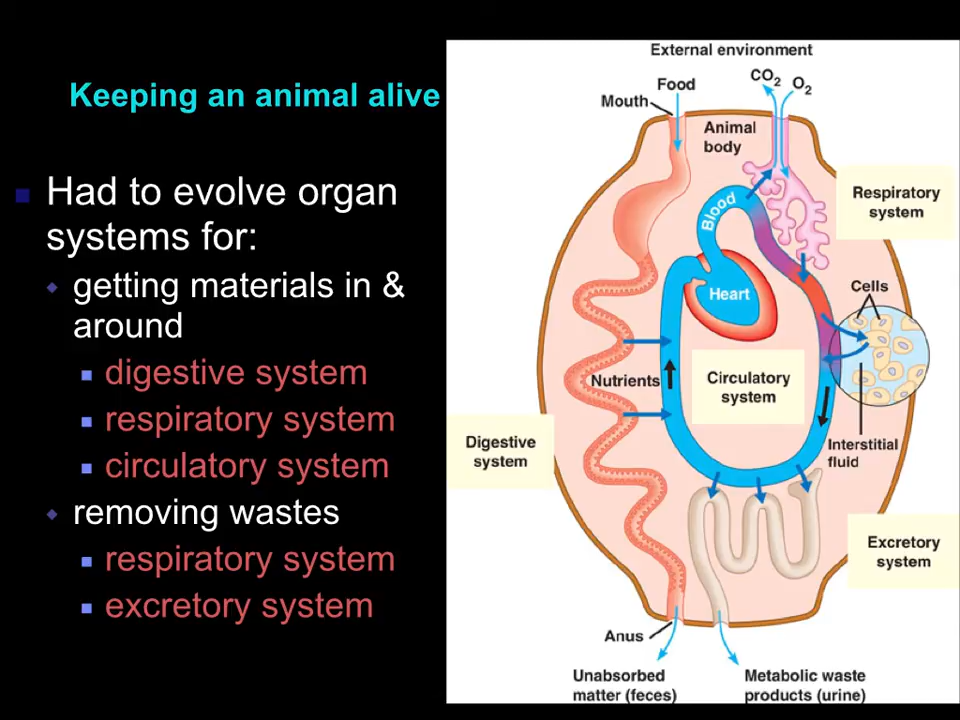 Keeping an animal alive
Had to evolve organ
systems for:
getting materials in &
around
digestive system
respiratory system
circulatory system
removing wastes
respiratory system
excretory system
External environment
Food
CO₂
O₂
Mouth
Animal
body
Respiratory
system
Blood
Heart
Cells
Nutrients
Circulatory
system
Digestive
system
Interstitial
fluid
Excretory
system
Anus
Unabsorbed
matter (feces)
Metabolic waste
products (urine)